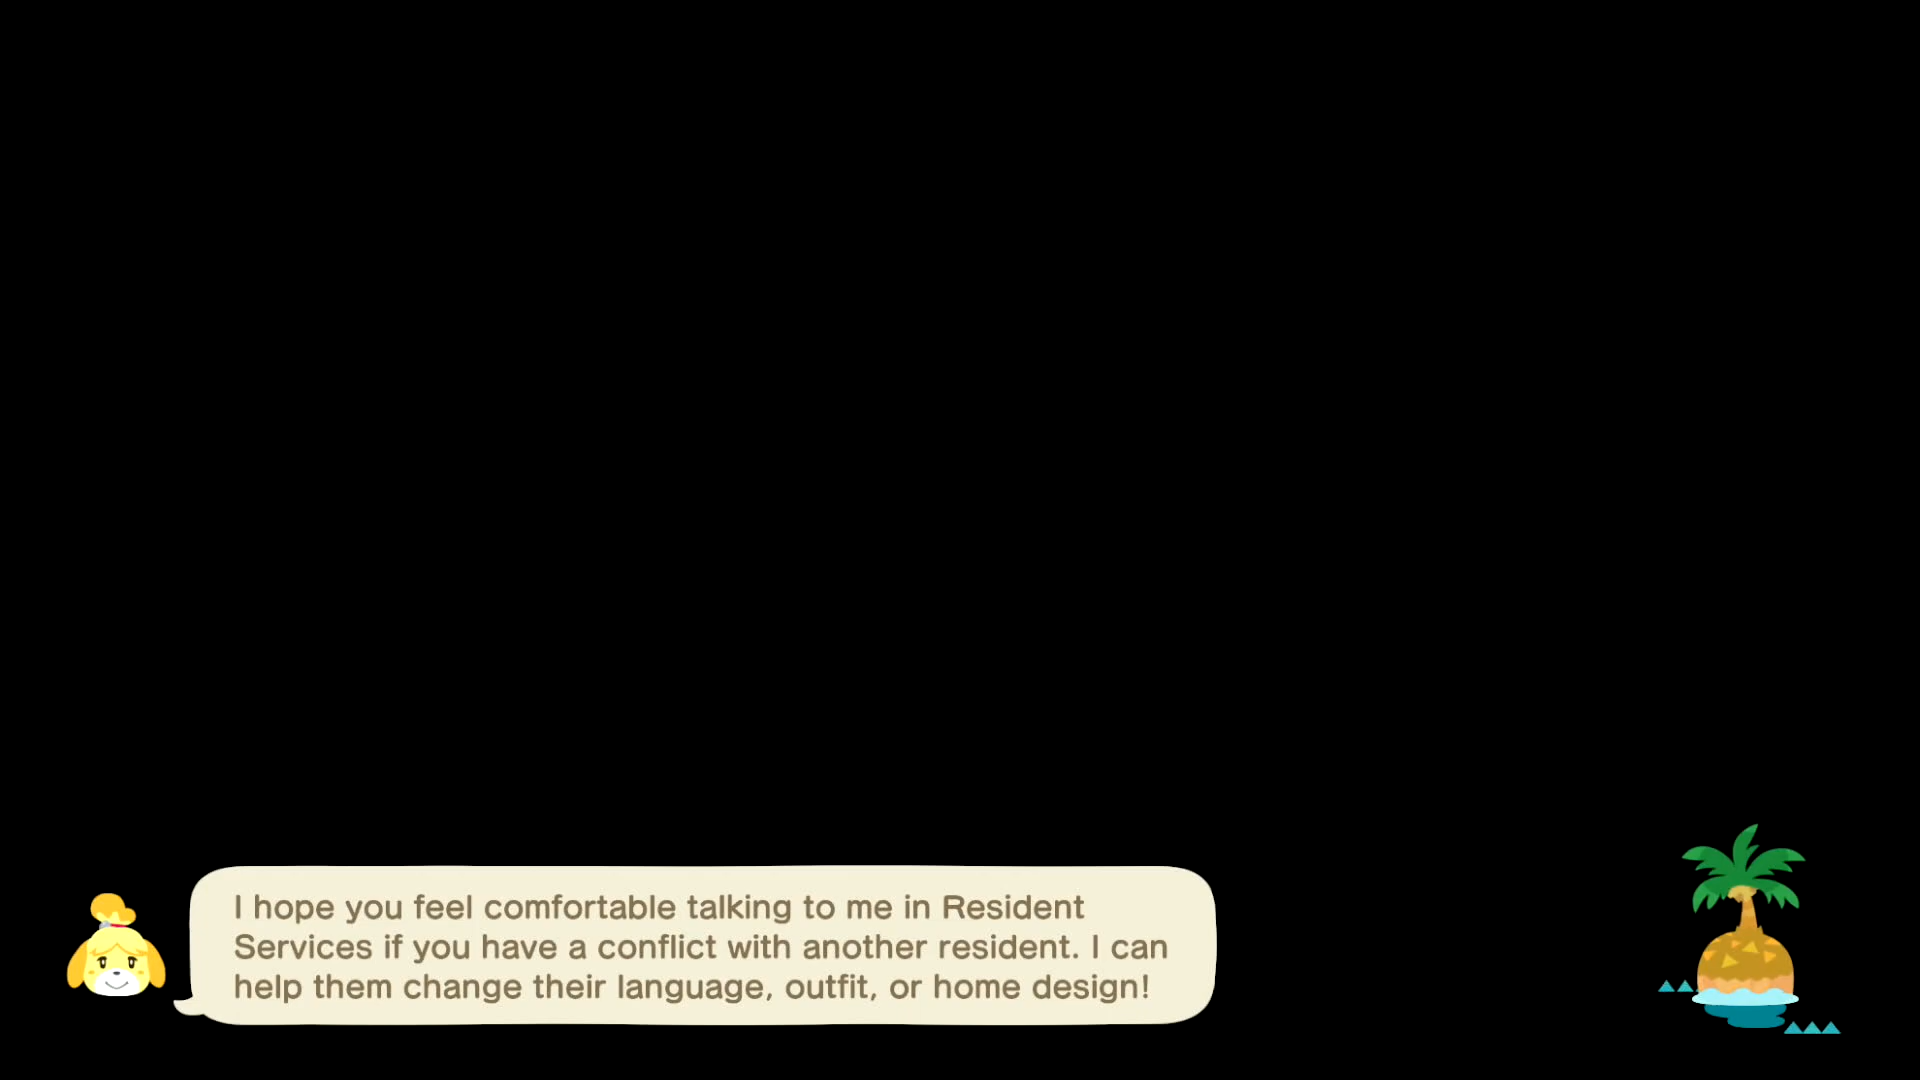 I hope you feel comfortable talking to me in Resident
Services if you have a conflict with another resident. I can
help them change their language, outfit, or home design!